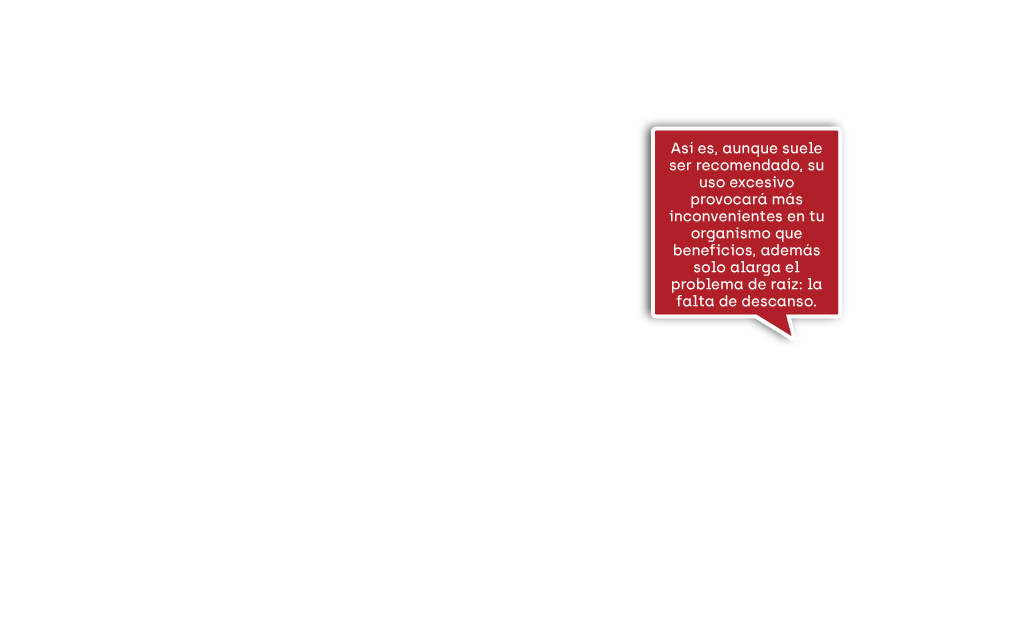 Así es, aunque suele
ser recomendado, su
uso excesivo
provocará más
inconvenientes en tu
organismo que
beneficios, además
solo alarga el
problema de raíz: la
falta de descanso.